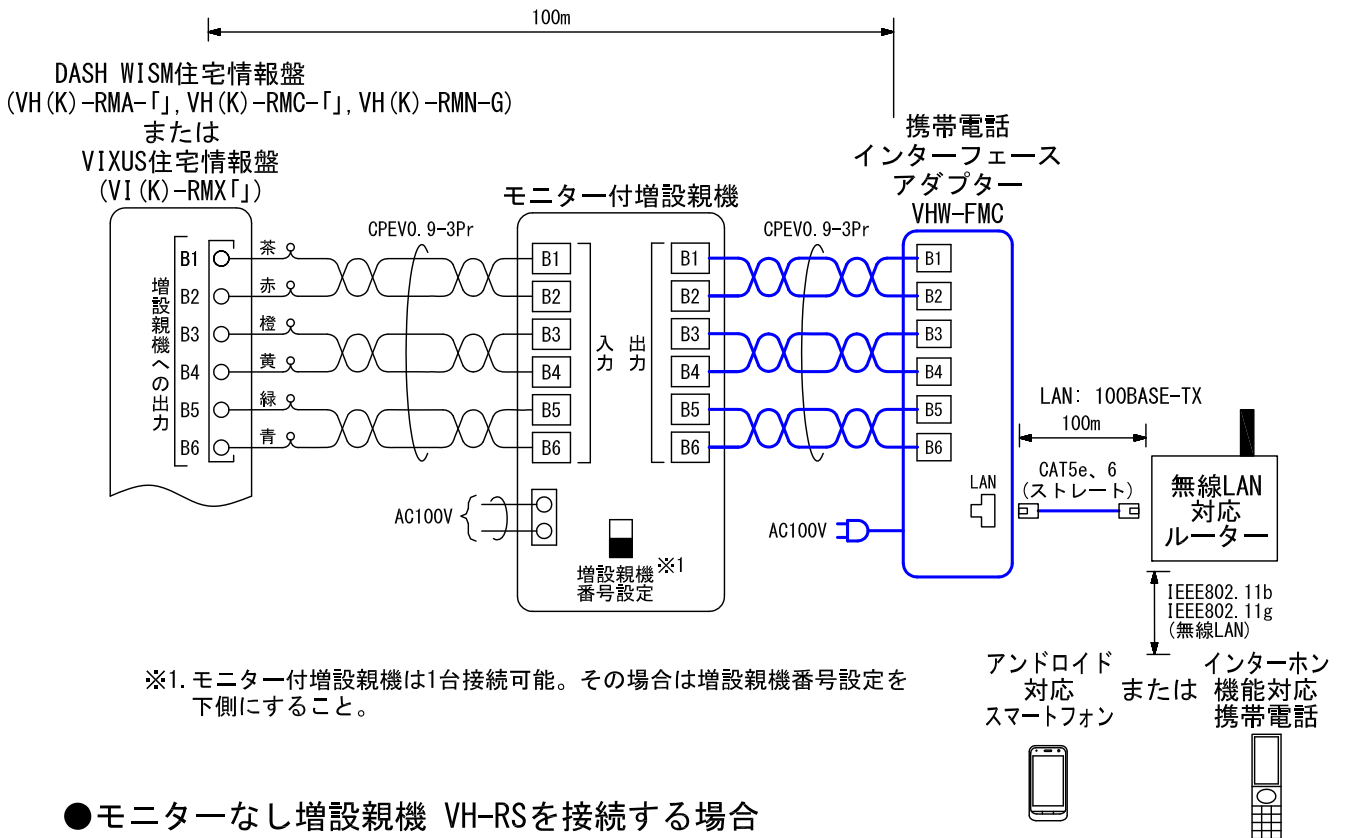 100m
DASH WISM住宅情報盤
(VH(K)-RMA-「」,VH(K)-RMC-「」,VH(K)-RMN-G)
または
VIXUS住宅情報盤
(VI(K)-RMX「」)
増設親機への出力
B1
B2
B3
B4
B5
B6
茶
赤
橙
黄
緑
青
CPEV0.9-3Pr
モニター付増設親機
B1
B2
B3
B4
B5
B6
入力
出力
B1
B2
B3
B4
B5
B6
AC100V
増設親機※1
番号設定
CPEV0.9-3Pr
携帯電話
インターフェース
アダプター
VHW-FMC
B1
B2
B3
B4
B5
B6
LAN
AC100V
LAN: 100BASE-TX
100m
CAT5e、6
(ストレート)
無線LAN
対応
ルーター
IEEE802.11b
IEEE802.11g
(無線LAN)
アンドロイド
対応
スマートフォン
または
インターホン
機能対応
携帯電話
※1.モニター付増設親機は1台接続可能。その場合は増設親機番号設定を
下側にすること。
●モニターなし増設親機 VH-RSを接続する場合